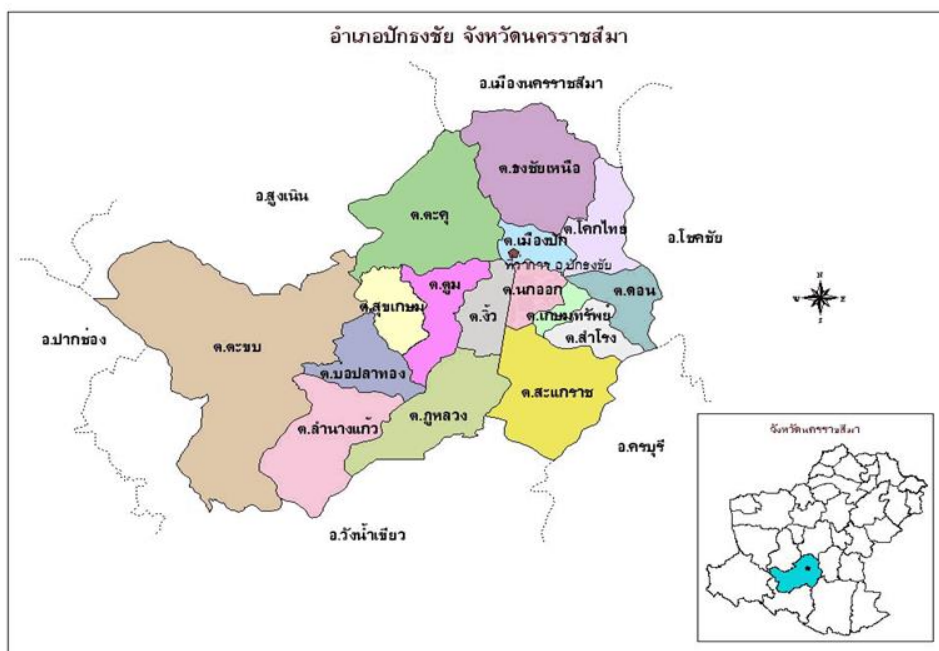 อำเภอปักธงชัย จังหวัดนครราชสีมา
อ.เมืองนครราชสีมา
ต.ธงชัยเหนือ
อ.สูงเนิน
ต.ตะคุ
ต.โคกไทย
ต.เมืองปัก
อ.โชคชัย
ที่ว่าการ อ.ปักธงชัย
ต.ตูม
ต.นกออก
ต.ดอน
N
W E
S
ต.สุขเกษม
ต.งิ้ว
ต.เกษมทรัพย์
อ.ปากช่อง
ต.สำโรง
ต.ตะขบ
ต.บ่อปลาทอง
ต.สะแกราช
ต.ลำนางแก้ว
ต.ภูหลวง
อ.ครบุรี
จังหวัดนครราชสีมา
อ.วังน้ำเขียว